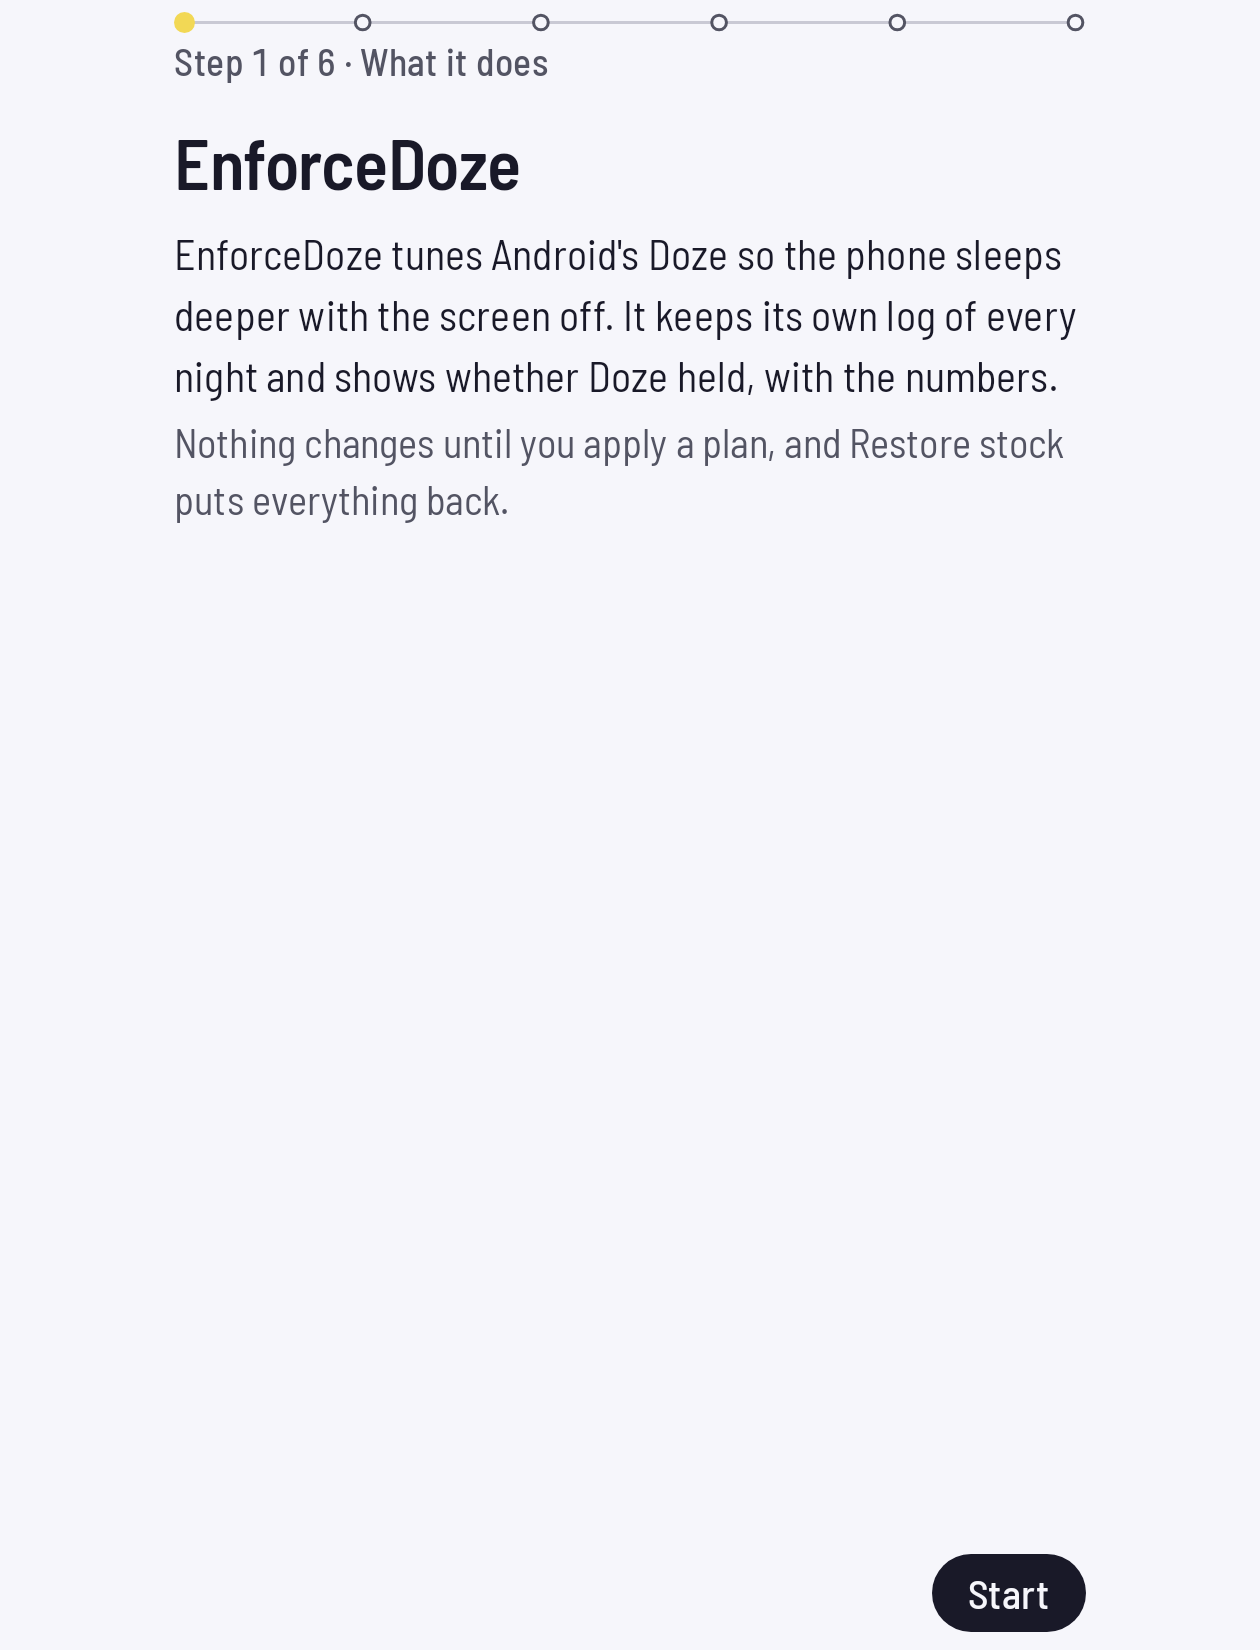 Step 1 of 6 · What it does
EnforceDoze
EnforceDoze tunes Android's Doze so the phone sleeps
deeper with the screen off. It keeps its own log of every
night and shows whether Doze held, with the numbers.
Nothing changes until you apply a plan, and Restore stock
puts everything back.
Start